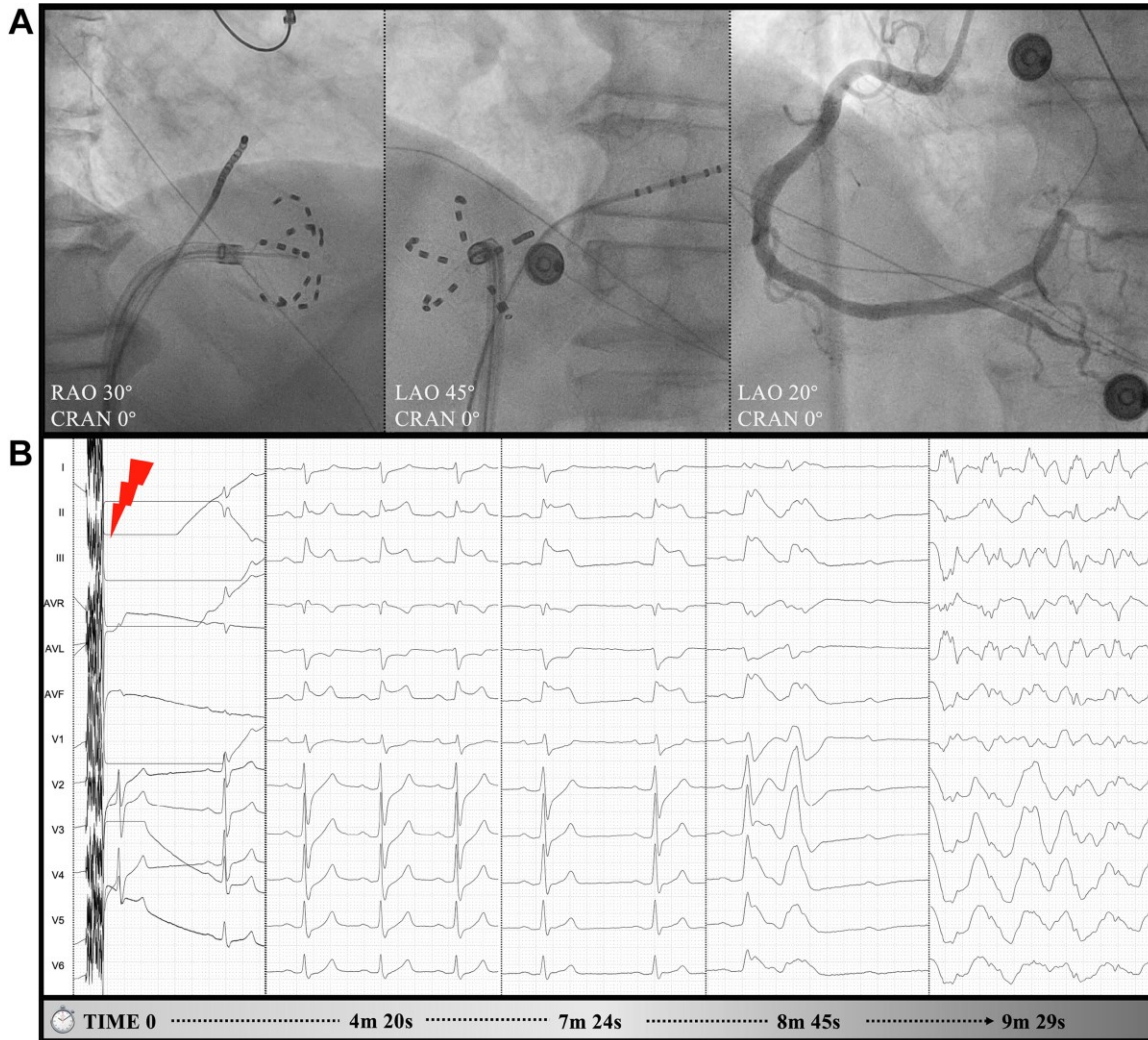 A
RAO 30°
CRAN 0°
LAO 45°
CRAN 0°
LAO 20°
CRAN 0°
B
I
II
III
AVR
AVL
AVF
V1
V2
V3
V4
V5
V6
TIME 0 4m 20s 7m 24s 8m 45s 9m 29s